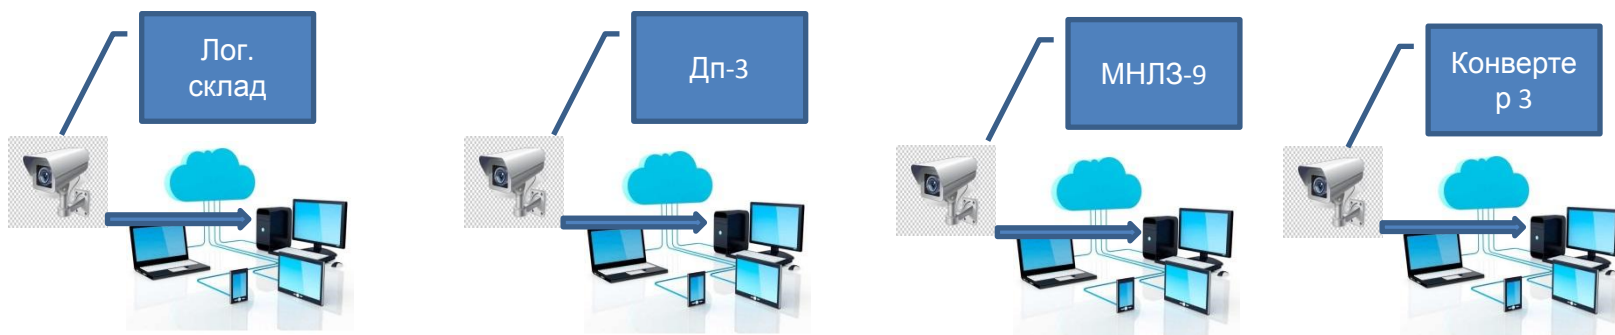 Лог.
склад
Дп-3
МНЛЗ-9
Конверте
р 3